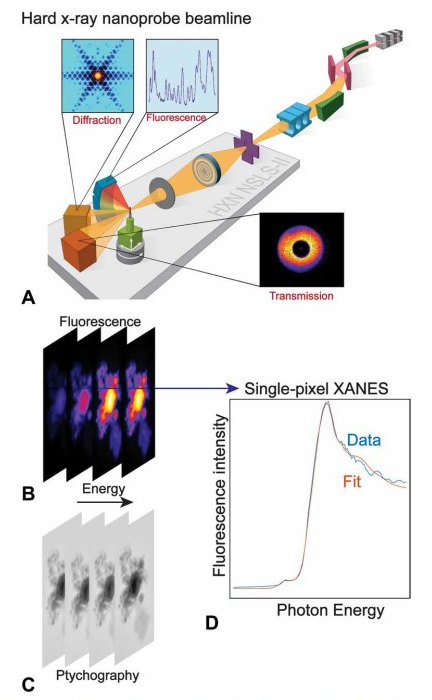 Hard x-ray nanoprobe beamline
Diffraction
Fluorescence
HXN NSLS-II
Transmission
A
Fluorescence
Single-pixel XANES
Data
Fit
Fluorescence intensity
B
Energy
Photon Energy
D
Ptychography
C